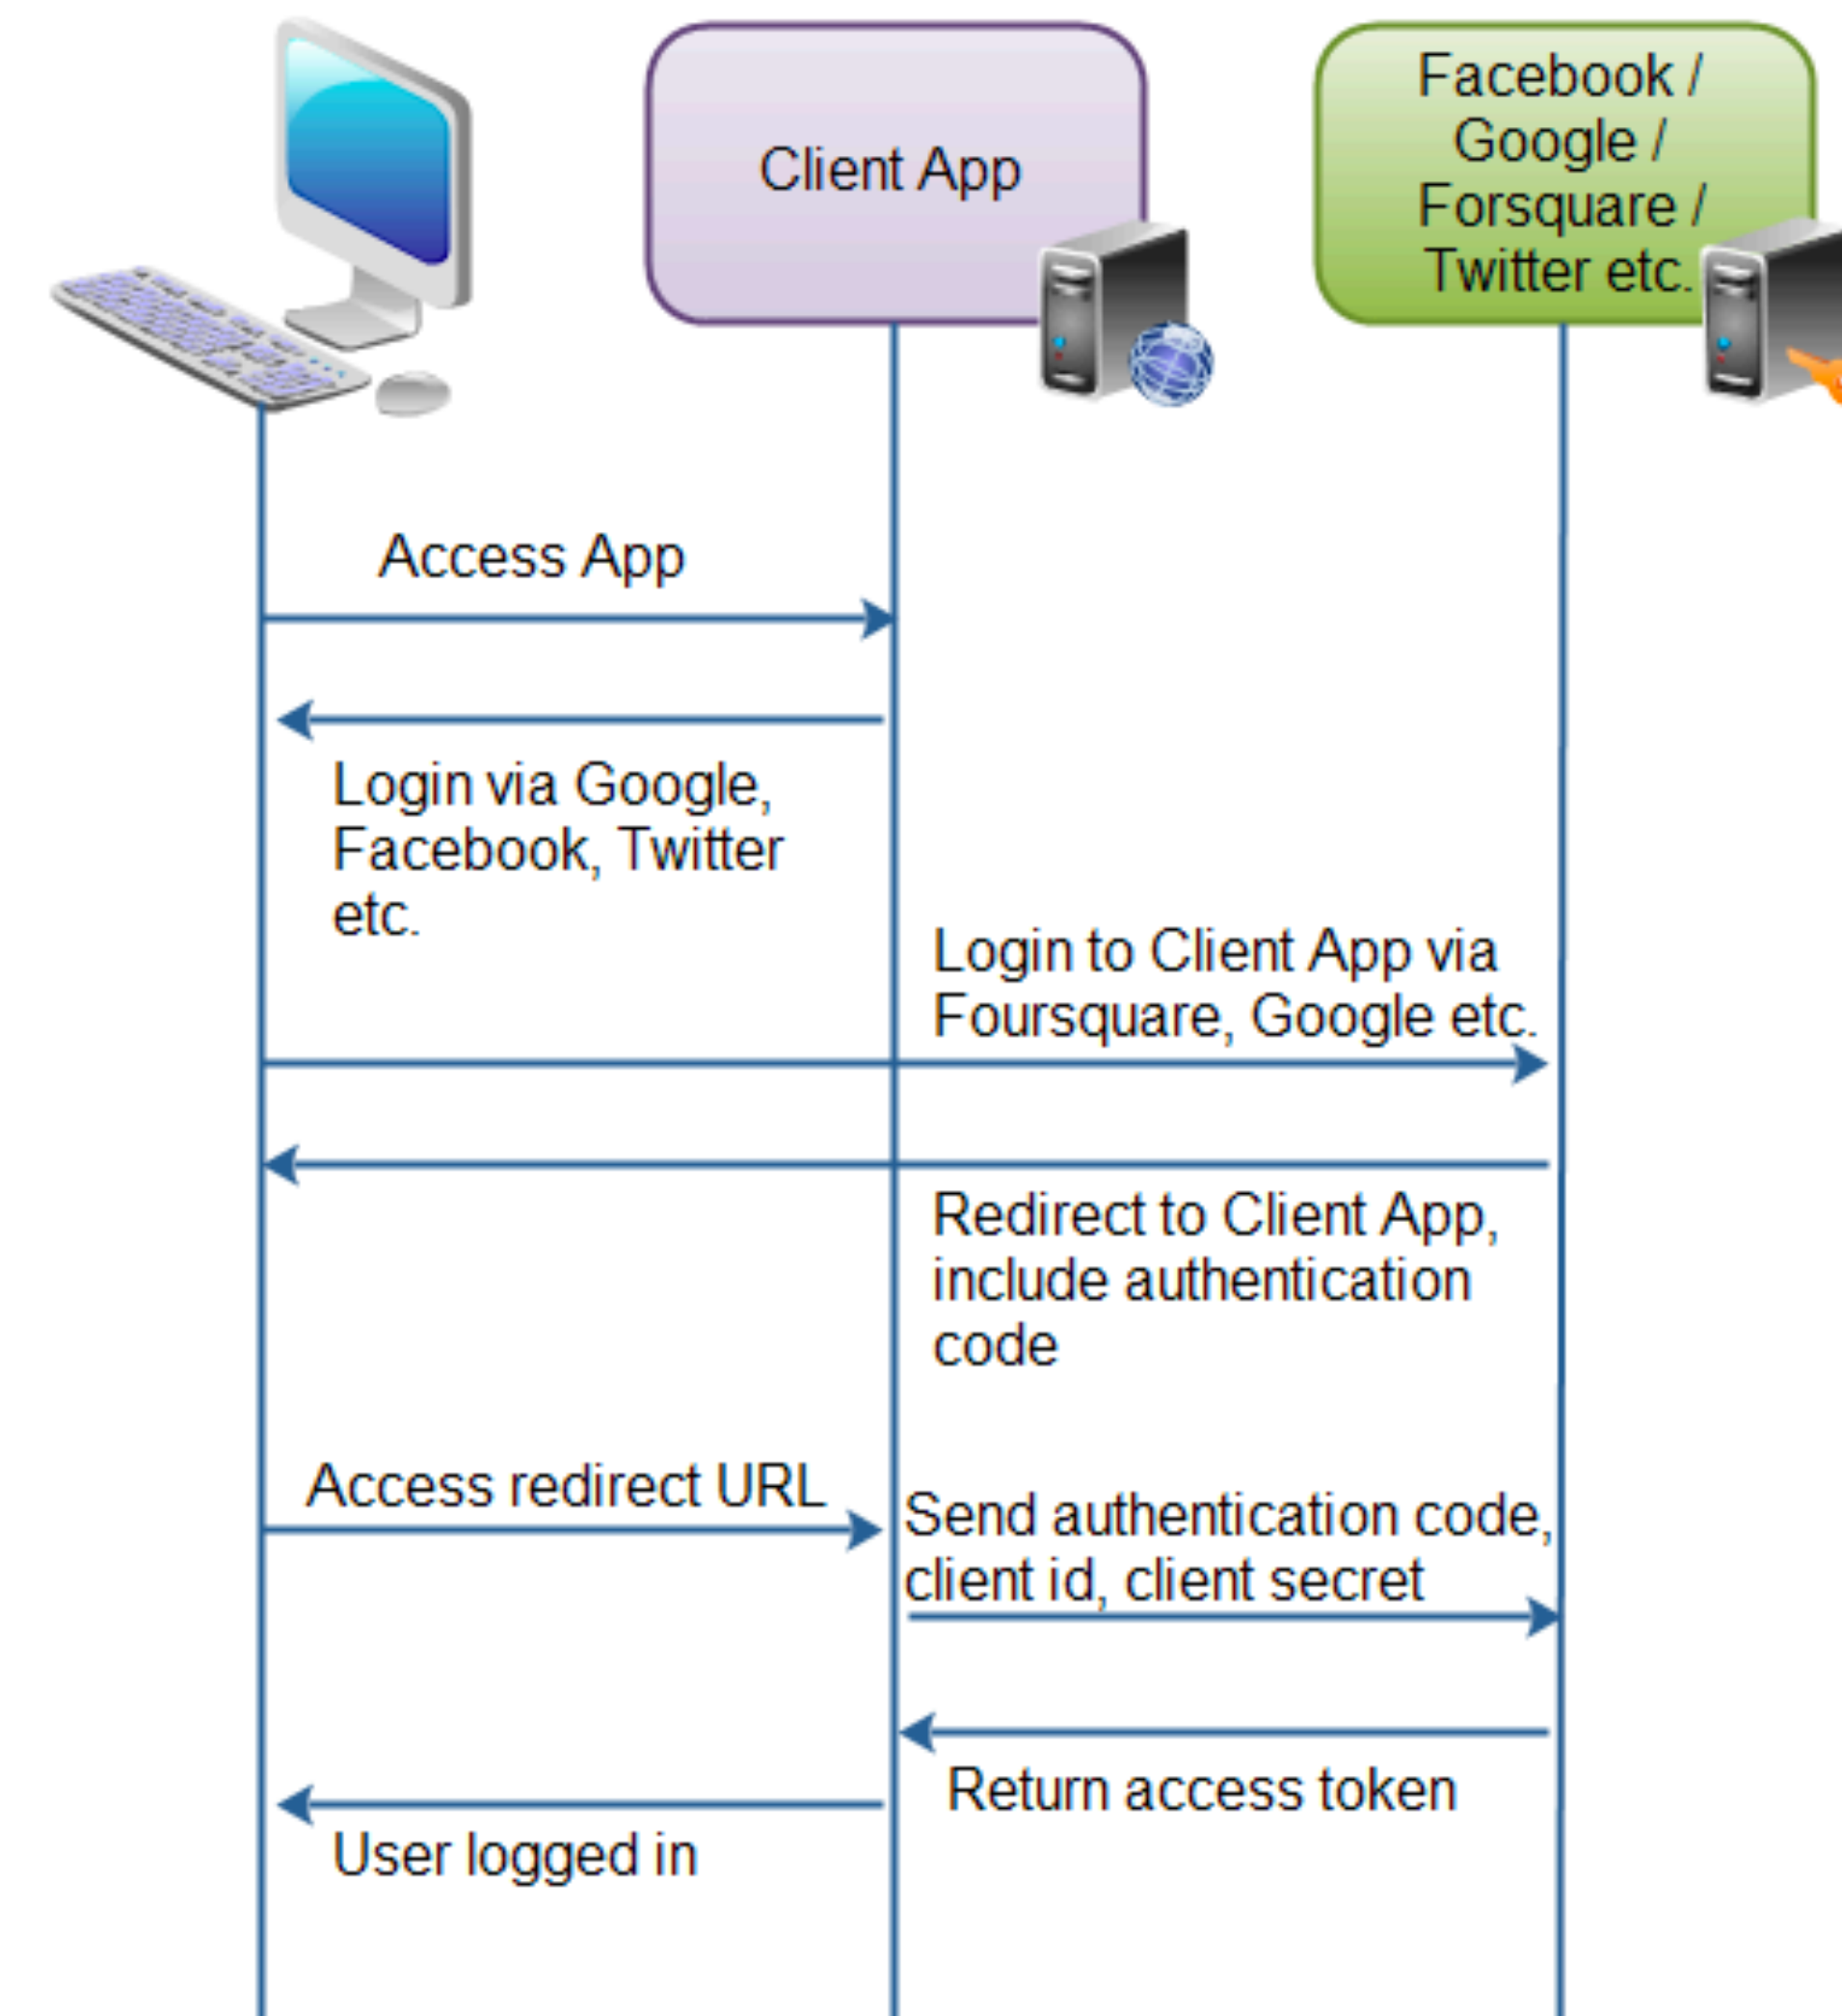 Client App
Facebook /
Google /
Forsquare /
Twitter etc.
Access App
Login via Google,
Facebook, Twitter
etc.
Login to Client App via
Foursquare, Google etc.
Redirect to Client App,
include authentication
code
Access redirect URL
Send authentication code,
client id, client secret
Return access token
User logged in